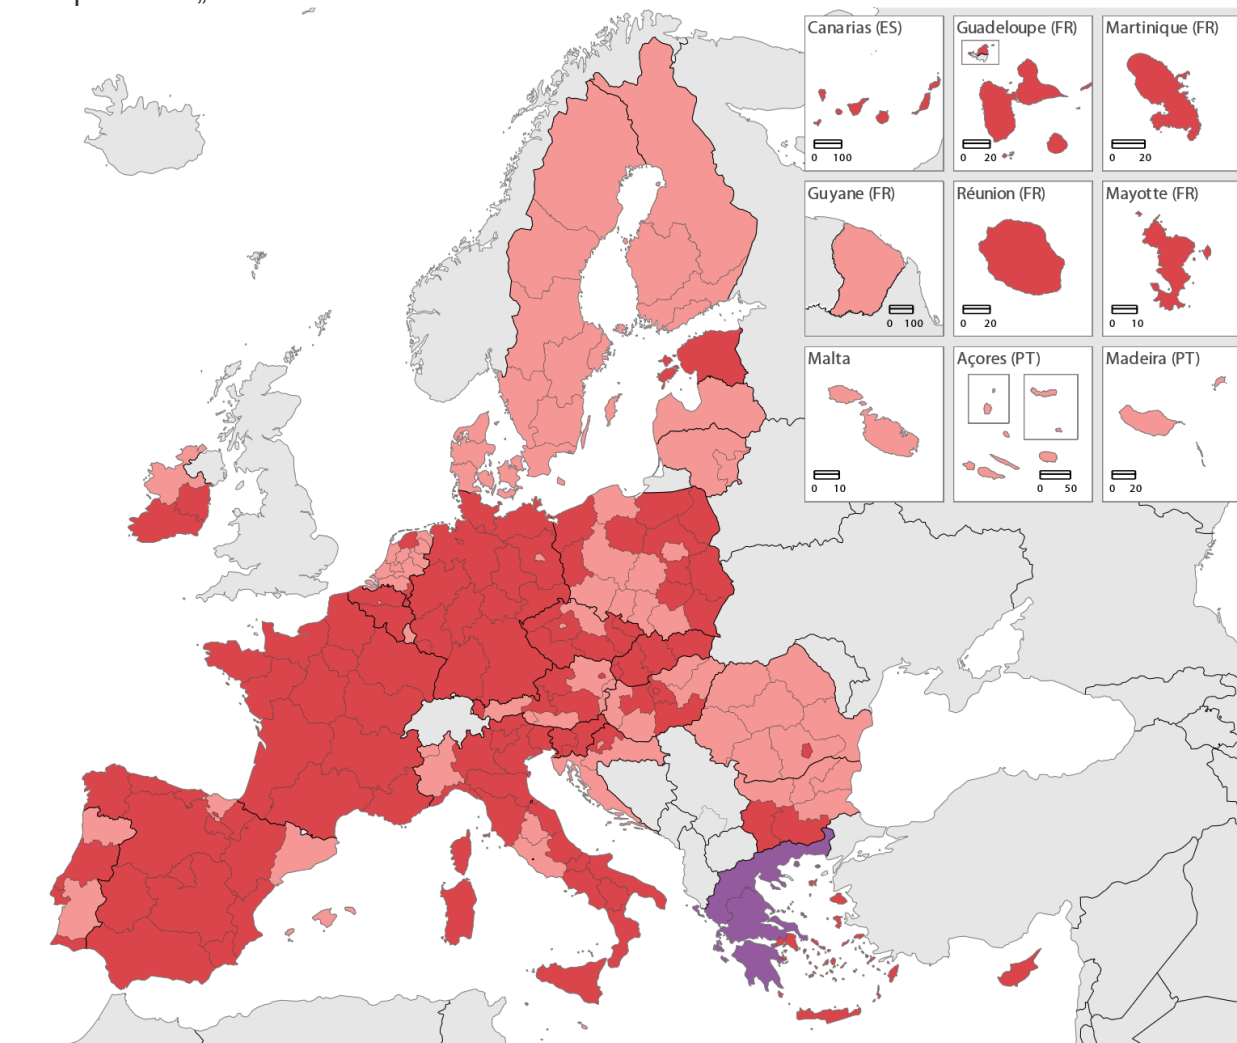 Canarias (ES)
0 100
Guadeloupe (FR)
0 20
Martinique (FR)
0 20
Guyane (FR)
0 100
Réunion (FR)
0 20
Mayotte (FR)
0 10
Malta
0 10
Açores (PT)
0 50
Madeira (PT)
0 20